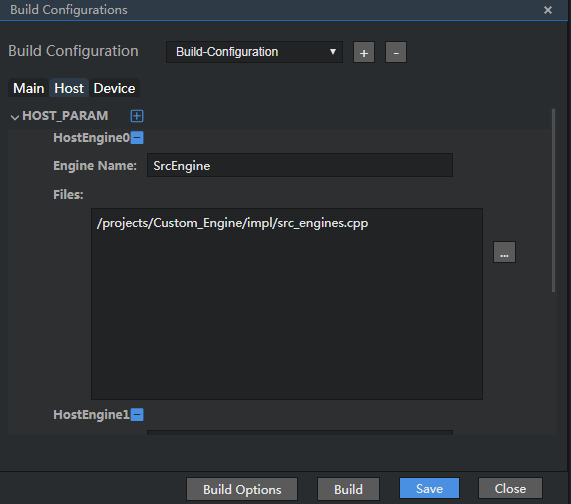 Build Configurations
Build Configuration Build-Configuration + -
Main Host Device
HOST_PARAM
HostEngine0
Engine Name: SrcEngine
Files:
/projects/Custom_Engine/impl/src_engines.cpp
...
HostEngine1
Build Options Build Save Close